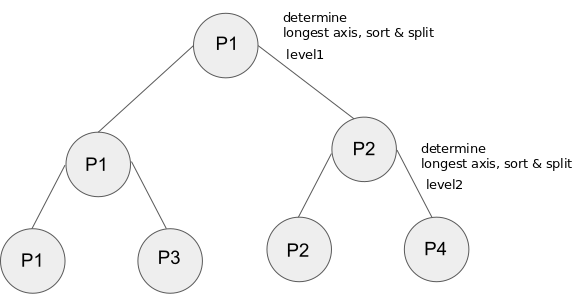 determine
longest axis, sort & split
P1
level1
P1
P2
determine
longest axis, sort & split
level2
P1
P3
P2
P4